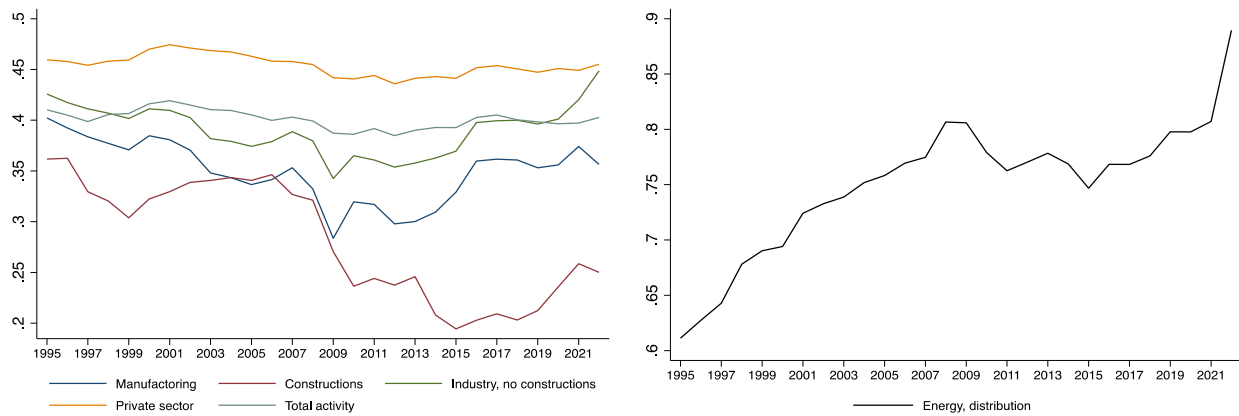 .5
.45
.4
.35
.3
.25
.2
1995 1997 1999 2001 2003 2005 2007 2009 2011 2013 2015 2017 2019 2021
Manufactoring Constructions Industry, no constructions
Private sector Total activity
.9
.85
.8
.75
.7
.65
.6
1995 1997 1999 2001 2003 2005 2007 2009 2011 2013 2015 2017 2019 2021
Energy, distribution